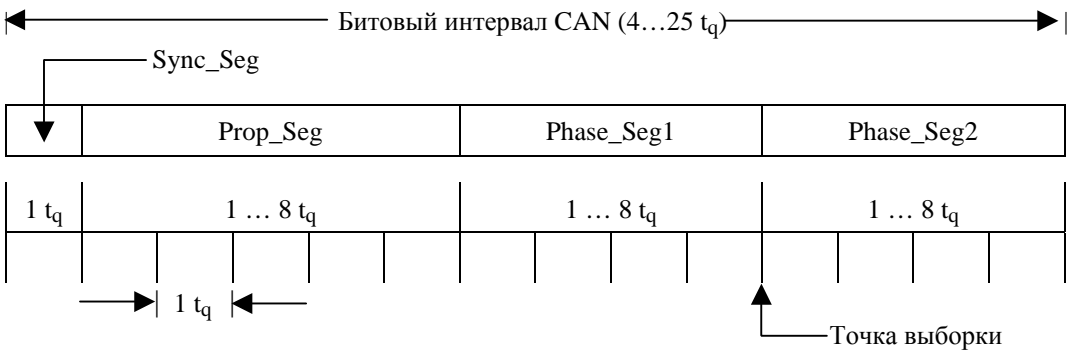 Битовый интервал CAN (4…25 tq)
Sync_Seg
Prop_Seg Phase_Seg1 Phase_Seg2
1 tq 1 … 8 tq 1 … 8 tq 1 … 8 tq
1 tq
Точка выборки